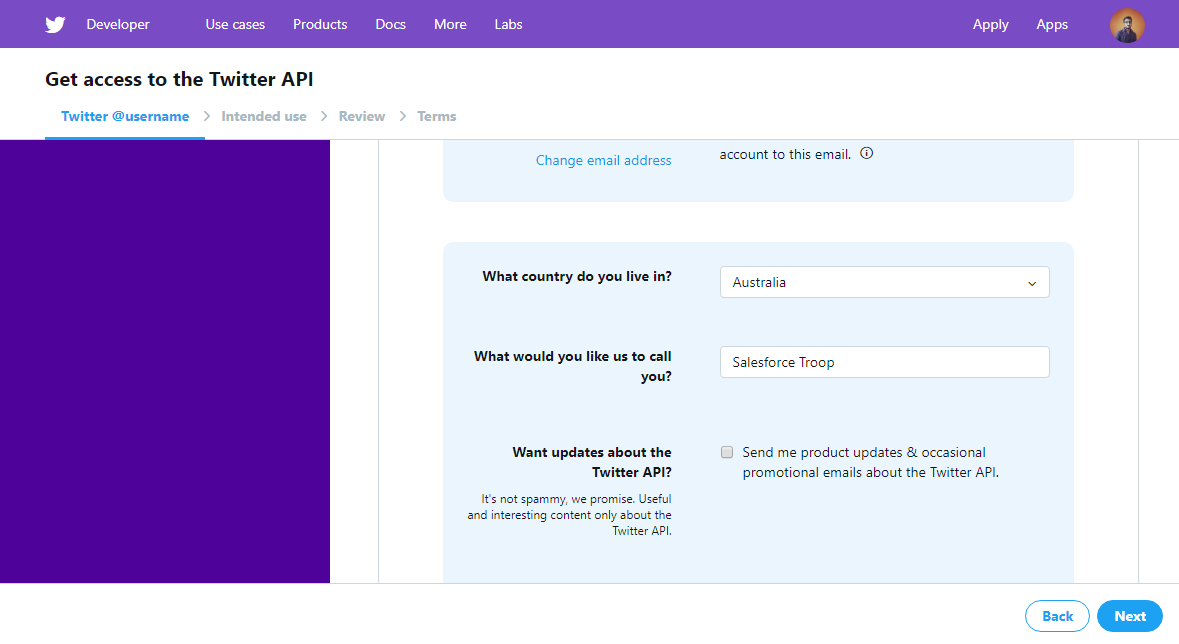 Developer Use cases Products Docs More Labs Apply Apps
Get access to the Twitter API
Twitter @username Intended use Review Terms
Change email address
account to this email.
What country do you live in?
Australia
What would you like us to call
you?
Salesforce Troop
Want updates about the
Twitter API?
It's not spammy, we promise. Useful
and interesting content only about the
Twitter API.
Send me product updates & occasional
promotional emails about the Twitter API.
Back Next